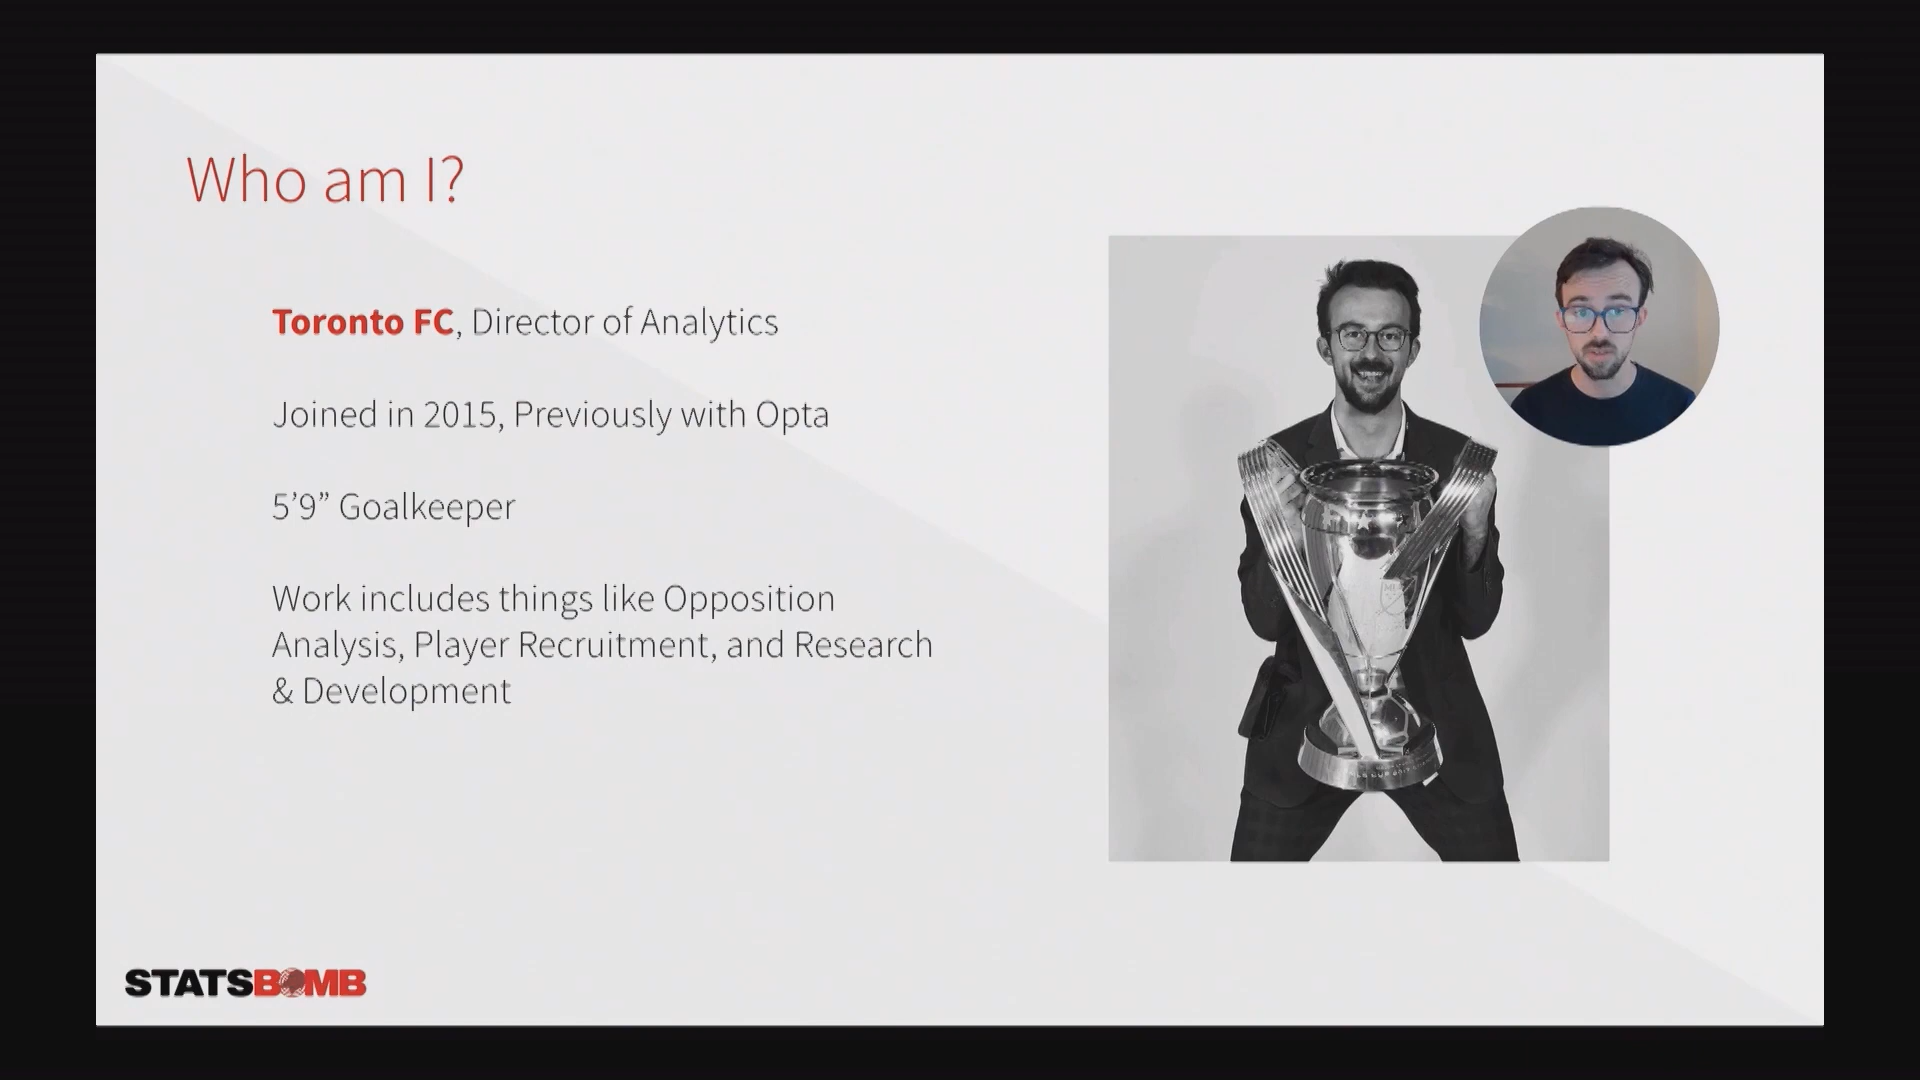 Who am I?
Toronto FC, Director of Analytics
Joined in 2015, Previously with Opta
5’9” Goalkeeper
Work includes things like Opposition
Analysis, Player Recruitment, and Research
& Development
STATSBOMB